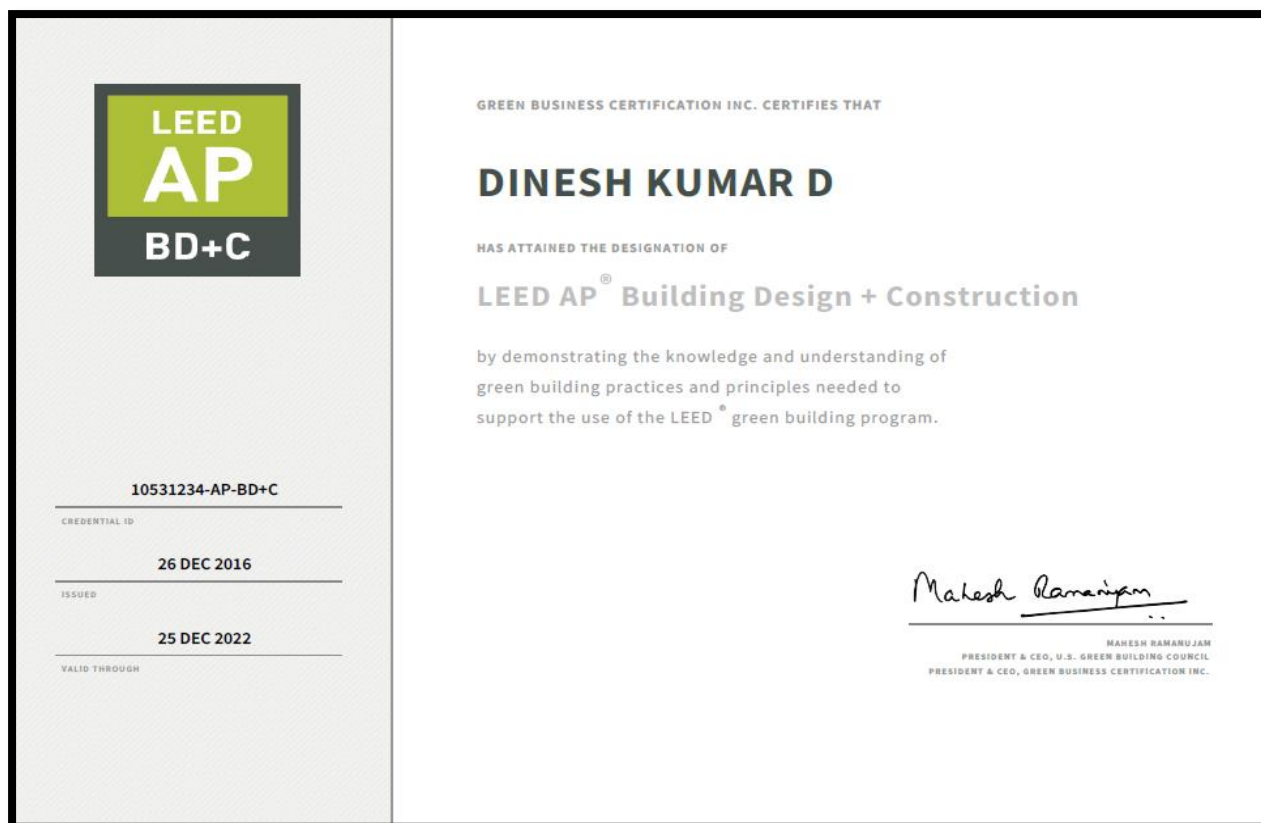 LEED
AP
BD+C
10531234-AP-BD+C
CREDENTIAL ID
26 DEC 2016
ISSUED
25 DEC 2022
VALID THROUGH
GREEN BUSINESS CERTIFICATION INC. CERTIFIES THAT
DINESH KUMAR D
HAS ATTAINED THE DESIGNATION OF
LEED AP® Building Design + Construction
by demonstrating the knowledge and understanding of
green building practices and principles needed to
support the use of the LEED ® green building program.
Mahesh Ramanujam
MAHESH RAMANUJAM
PRESIDENT & CEO, U.S. GREEN BUILDING COUNCIL
PRESIDENT & CEO, GREEN BUSINESS CERTIFICATION INC.